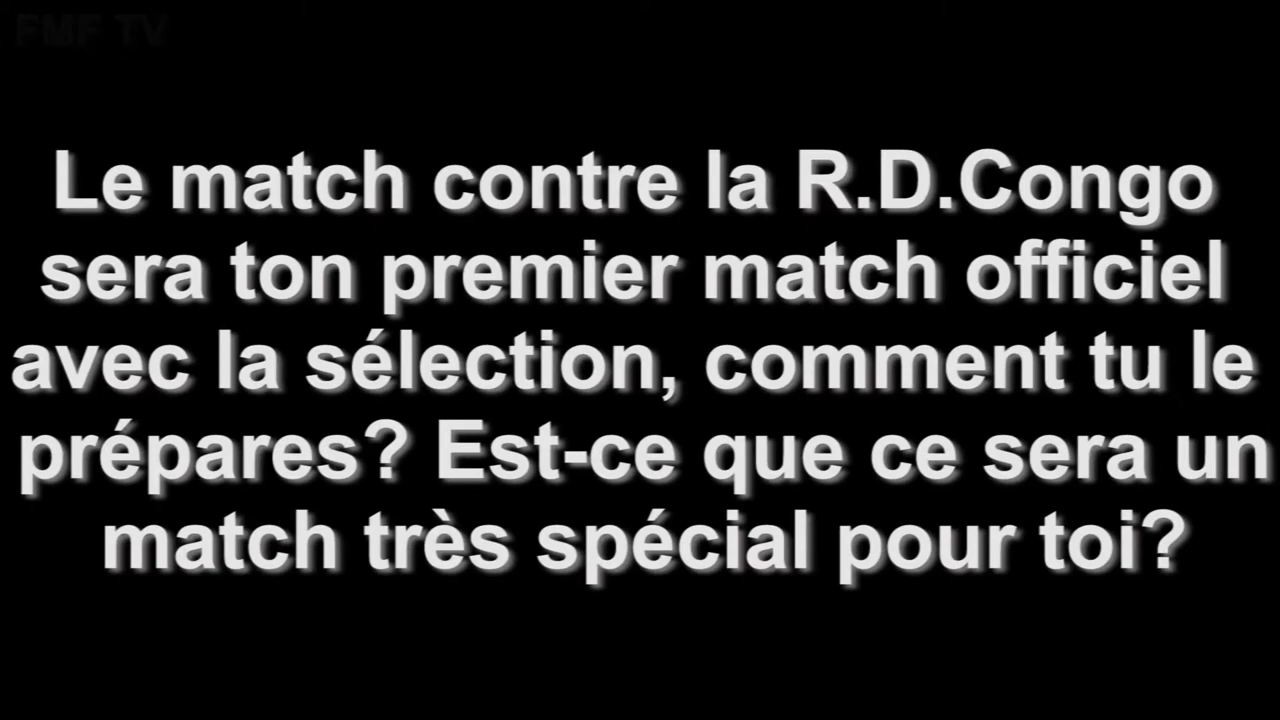 FMF TV
Le match contre la R.D.Congo
sera ton premier match officiel
avec la sélection, comment tu le
prépares? Est-ce que ce sera un
match très spécial pour toi?